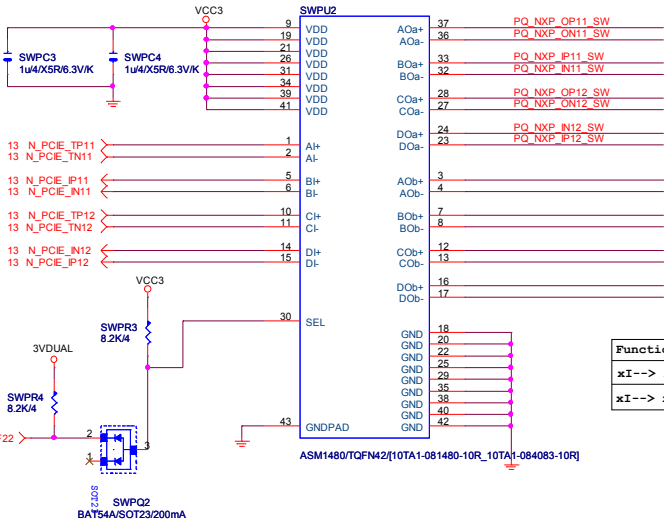 VCC3
SWPU2
SWPC3
1u/4/X5R/6.3V/K
SWPC4
1u/4/X5R/6.3V/K
9 VDD
19 VDD
21 VDD
26 VDD
31 VDD
34 VDD
39 VDD
41 VDD
AOa+ 37 PQ_NXP_OP11_SW
AOa- 36 PQ_NXP_ON11_SW
BOa+ 33 PQ_NXP_IP11_SW
BOa- 32 PQ_NXP_IN11_SW
COa+ 28 PQ_NXP_OP12_SW
COa- 27 PQ_NXP_ON12_SW
DOa+ 24 PQ_NXP_IN12_SW
DOa- 23 PQ_NXP_IP12_SW
13 N_PCIE_TP11 1 AI+
13 N_PCIE_TN11 2 AI-
13 N_PCIE_IP11 5 BI+
13 N_PCIE_IN11 6 BI-
13 N_PCIE_TP12 10 CI+
13 N_PCIE_TN12 11 CI-
13 N_PCIE_IN12 14 DI+
13 N_PCIE_IP12 15 DI-
AOb+ 3
AOb- 4
BOb+ 7
BOb- 8
COb+ 12
COb- 13
DOb+ 16
DOb- 17
VCC3
SWPR3
8.2K/4
30 SEL
3VDUAL
SWPR4
8.2K/4
F22
2
1
3
SWPQ2
BAT54A/SOT23/200mA
43 GNDPAD
GND 18
GND 20
GND 22
GND 25
GND 29
GND 35
GND 38
GND 40
GND 42
ASM1480/TQFN42/[10TA1-081480-10R_10TA1-084083-10R]
xI-->
xI-->